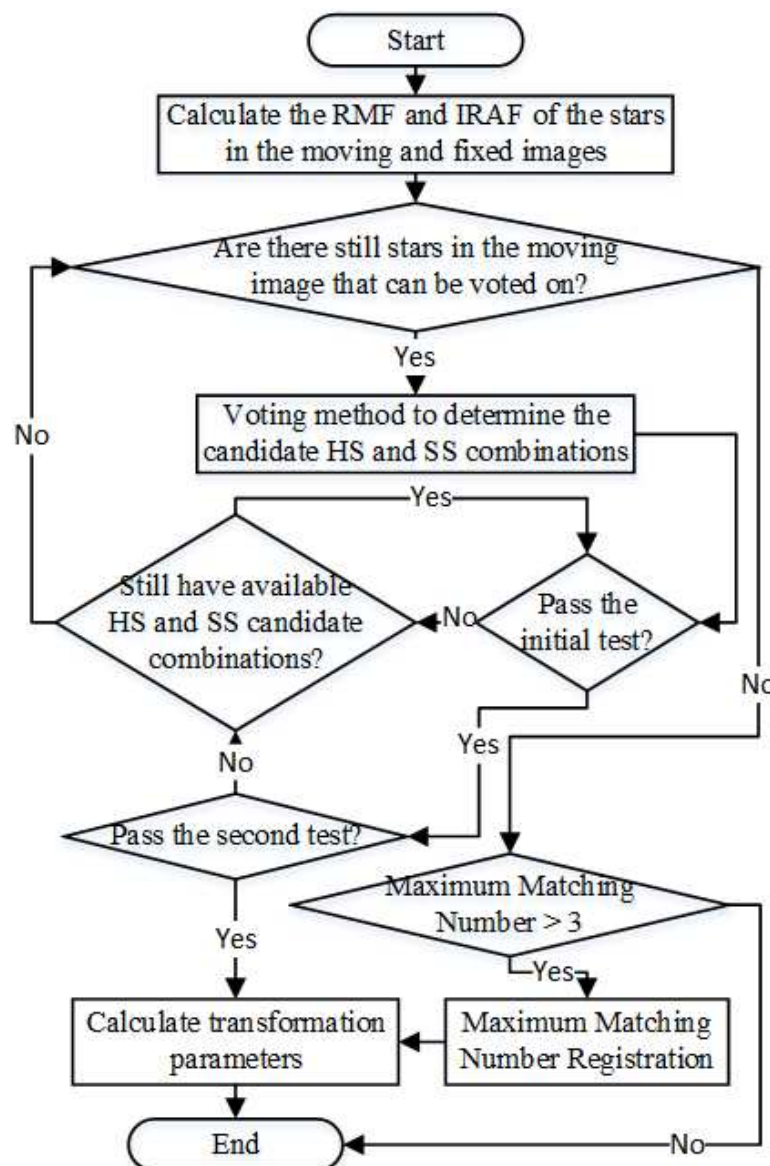 Start
Calculate the RMF and IRAF of the stars
in the moving and fixed images
Are there still stars in the moving
image that can be voted on?
Yes
Voting method to determine the
candidate HS and SS combinations
No
Yes
Still have available
HS and SS candidate
combinations?
No
Pass the
initial test?
No
Yes
No
Pass the second test?
Maximum Matching
Number > 3
Yes
Yes
Calculate transformation
parameters
Maximum Matching
Number Registration
End
No